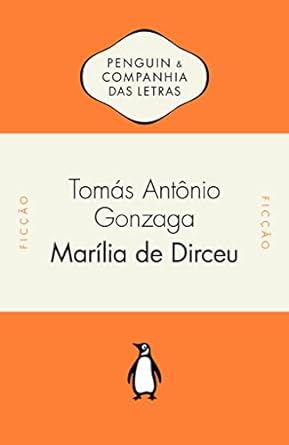 PENGUIN &
COMPANHIA
DAS LETRAS
Tomás Antônio
Gonzaga
Marília de Dirceu
FICÇÃO
FICÇÃO